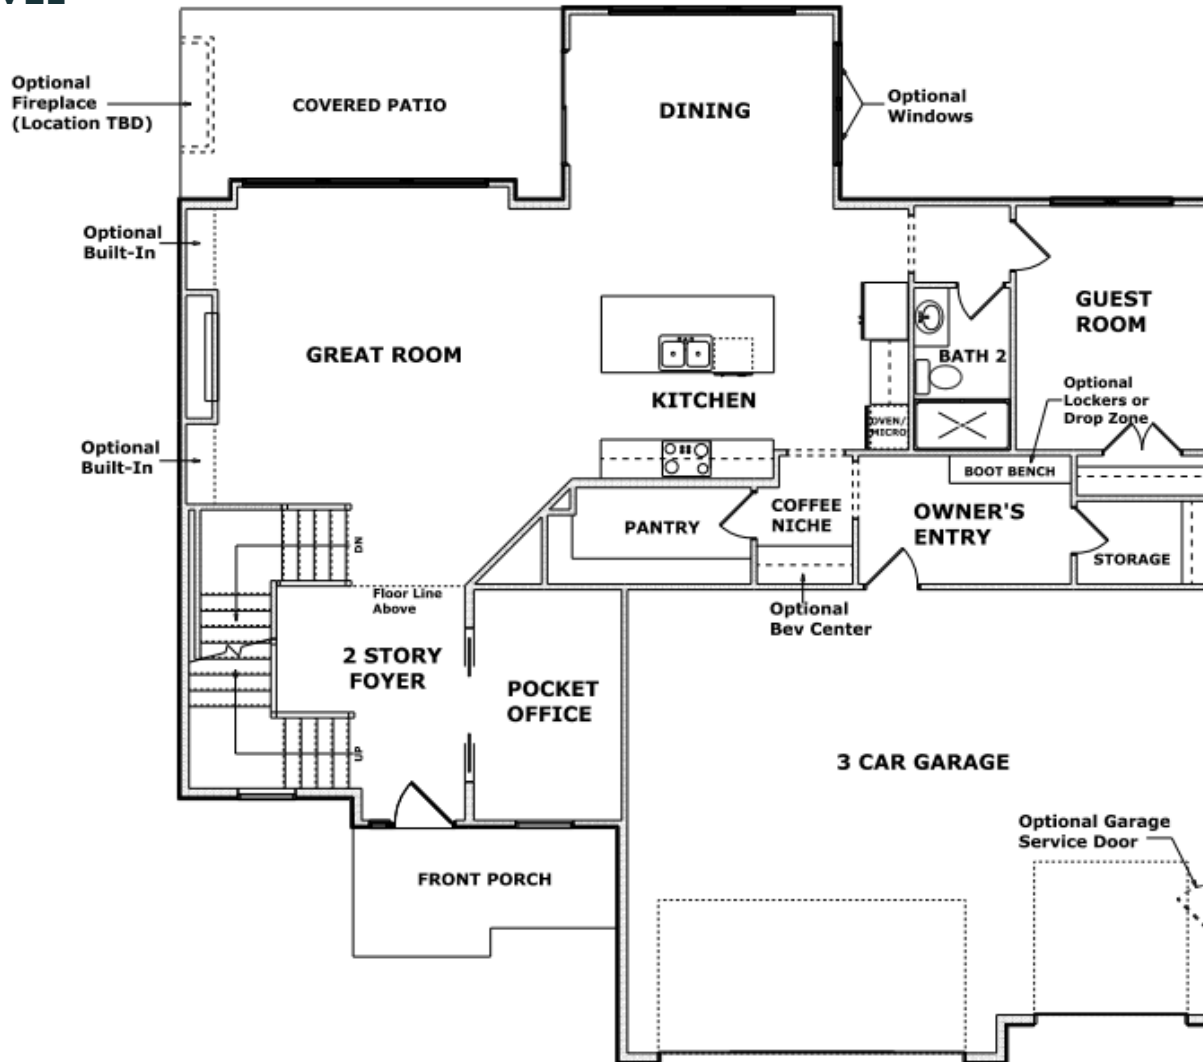 Optional
Fireplace
(Location TBD)
COVERED PATIO
DINING
Optional
Windows
Optional
Built-In
GREAT ROOM
GUEST
ROOM
BATH 2
KITCHEN
Optional
Lockers or
Drop Zone
OVEN/
MICRO
Optional
Built-In
BOOT BENCH
COFFEE
NICHE
OWNER'S
ENTRY
PANTRY
STORAGE
DN
Floor Line
Above
Optional
Bev Center
2 STORY
FOYER
POCKET
OFFICE
UP
3 CAR GARAGE
Optional Garage
Service Door
FRONT PORCH